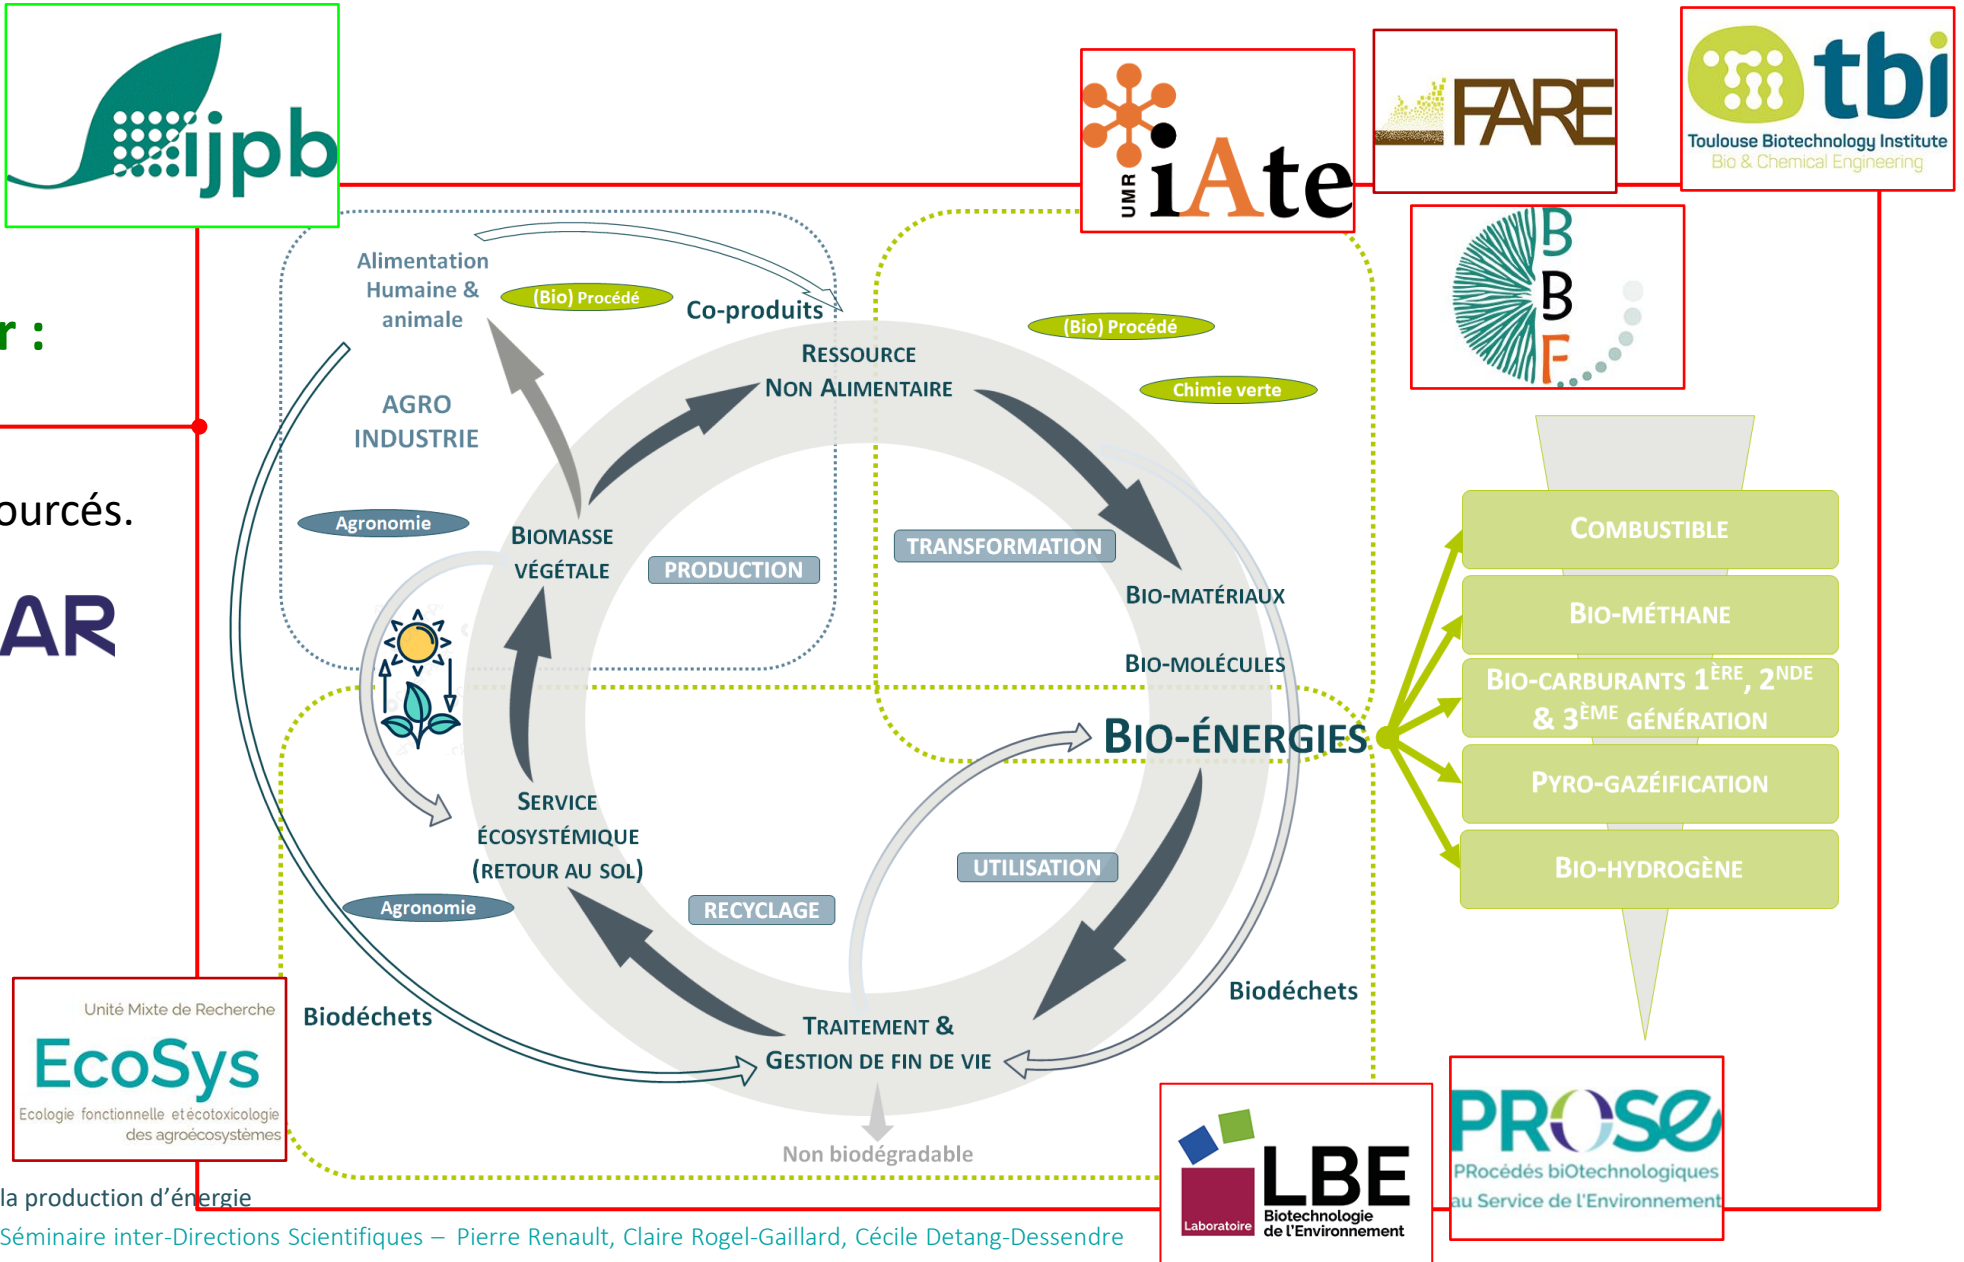 ijpb
UMR
iAte
FARE
tbi
Toulouse Biotechnology Institute
Bio & Chemical Engineering
B
B
F
r :
ourcés.
AR
Alimentation
Humaine &
animale
(Bio) Procédé
Co-produits
AGRO
INDUSTRIE
Agronomie
RESSOURCE
NON ALIMENTAIRE
(Bio) Procédé
Chimie verte
BIOMASSE
VÉGÉTALE
PRODUCTION
TRANSFORMATION
BIO-MATÉRIAUX
BIO-MOLÉCULES
BIO-ÉNERGIES
COMBUSTIBLE
BIO-MÉTHANE
BIO-CARBURANTS 1ÈRE, 2NDE
& 3ÈME GÉNÉRATION
PYRO-GAZÉIFICATION
BIO-HYDROGÈNE
SERVICE
ÉCOSYSTÉMIQUE
(RETOUR AU SOL)
Agronomie
RECYCLAGE
UTILISATION
Biodéchets
Biodéchets
TRAITEMENT &
GESTION DE FIN DE VIE
Non biodégradable
Unité Mixte de Recherche
EcoSys
Ecologie fonctionnelle et écotoxicologie
des agroécosystèmes
Laboratoire
LBE
Biotechnologie
de l'Environnement
PROSE
PRocédés biOtechnologiques
au Service de l'Environnement
la production d'énergie
Séminaire inter-Directions Scientifiques – Pierre Renault, Claire Rogel-Gaillard, Cécile Detang-Dessendre